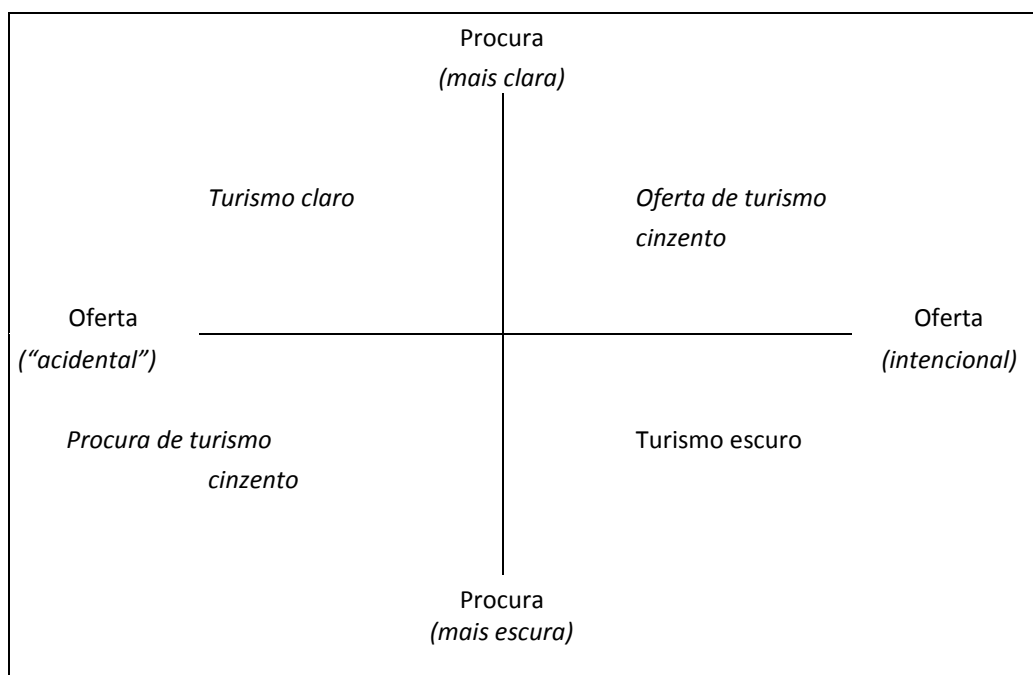 Procura
(mais clara)
Turismo claro
Oferta de turismo
cinzento
Oferta
(“acidental”)
Oferta
(intencional)
Procura de turismo
cinzento
Turismo escuro
Procura
(mais escura)